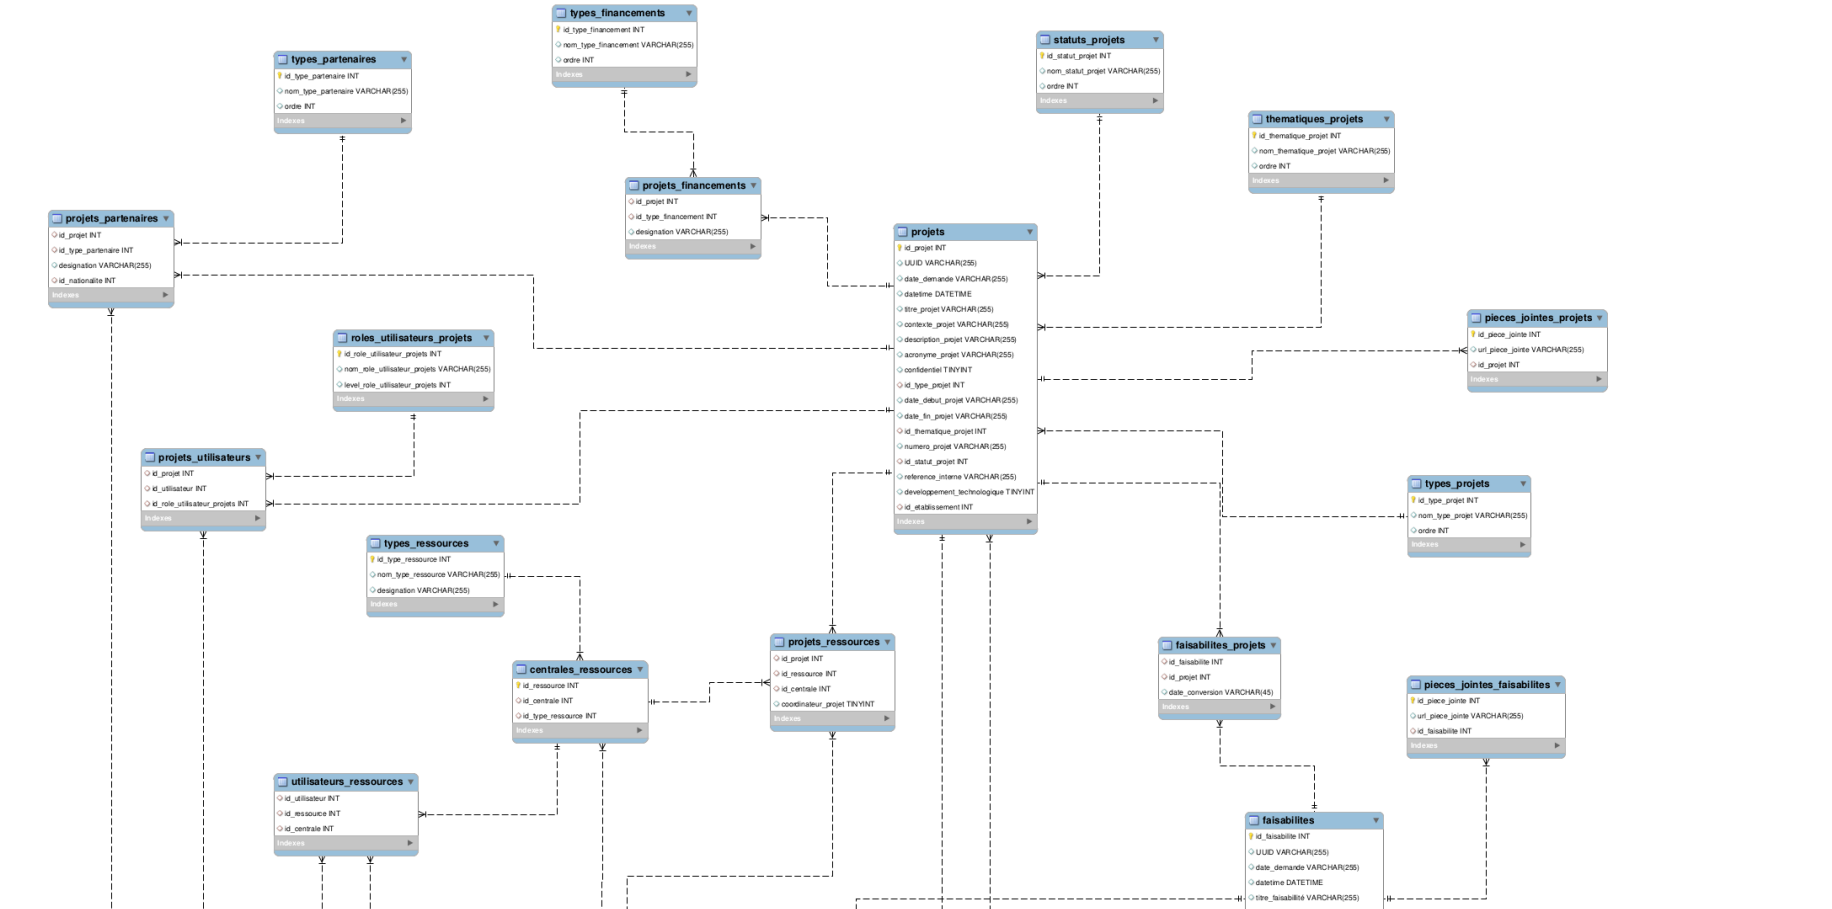 types_financements
id_type_financement INT
nom_type_financement VARCHAR(255)
ordre INT
Indexes
statuts_projets
id_statut_projet INT
nom_statut_projet VARCHAR(255)
ordre INT
Indexes
types_partenaires
id_type_partenaire INT
nom_type_partenaire VARCHAR(255)
ordre INT
Indexes
thematiques_projets
id_thematique_projet INT
nom_thematique_projet VARCHAR(255)
ordre INT
Indexes
projets_financements
id_projet INT
id_type_financement INT
designation VARCHAR(255)
Indexes
projets_partenaires
id_projet INT
id_type_partenaire INT
designation VARCHAR(255)
id_nationalite INT
Indexes
projets
id_projet INT
UUID VARCHAR(255)
date_demande VARCHAR(255)
datetime DATETIME
titre_projet VARCHAR(255)
contexte_projet VARCHAR(255)
description_projet VARCHAR(255)
acronyme_projet VARCHAR(255)
confidentiel TINYINT
id_type_projet INT
date_debut_projet VARCHAR(255)
date_fin_projet VARCHAR(255)
id_thematique_projet INT
numero_projet VARCHAR(255)
id_statut_projet INT
reference_interne VARCHAR(255)
developpement_technologique TINYINT
id_etablissement INT
Indexes
pieces_jointes_projets
id_piece_jointe INT
url_piece_jointe VARCHAR(255)
id_projet INT
Indexes
roles_utilisateurs_projets
id_role_utilisateur_projets INT
nom_role_utilisateur_projets VARCHAR(255)
level_role_utilisateur_projets INT
Indexes
projets_utilisateurs
id_projet INT
id_utilisateur INT
id_role_utilisateur_projets INT
Indexes
types_projets
id_type_projet INT
nom_type_projet VARCHAR(255)
ordre INT
Indexes
types_ressources
id_type_ressource INT
nom_type_ressource VARCHAR(255)
designation VARCHAR(255)
Indexes
projets_ressources
id_projet INT
id_ressource INT
id_centrale INT
coordinateur_projet TINYINT
Indexes
faisabilites_projets
id_faisabilite INT
id_projet INT
date_conversion VARCHAR(45)
Indexes
centrales_ressources
id_ressource INT
id_centrale INT
id_type_ressource INT
Indexes
pieces_jointes_faisabilites
id_piece_jointe INT
url_piece_jointe VARCHAR(255)
id_faisabilite INT
Indexes
utilisateurs_ressources
id_utilisateur INT
id_ressource INT
id_centrale INT
Indexes
faisabilites
id_faisabilite INT
UUID VARCHAR(255)
date_demande VARCHAR(255)
datetime DATETIME
titre_faisabilité VARCHAR(255)